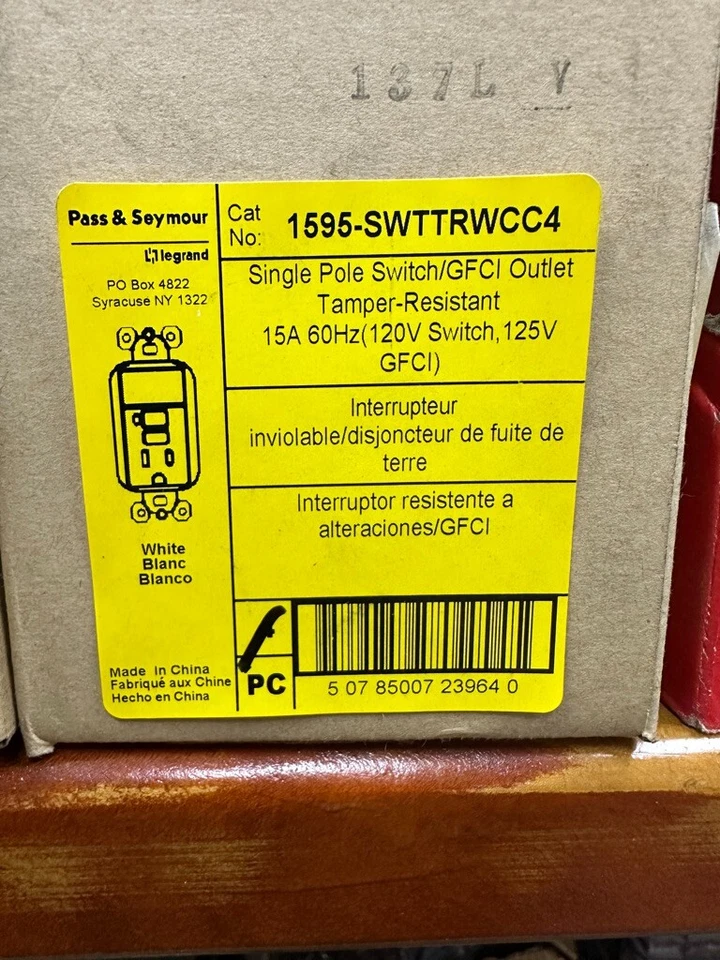 137L V
Pass & Seymour
legrand
PO Box 4822
Syracuse NY 1322
White
Blanc
Blanco
Made in China
Fabriqué aux Chine
Hecho en China
Cat
No:
1595-SWTTRWCC4
Single Pole Switch/GFCI Outlet
Tamper-Resistant
15A 60Hz(120V Switch,125V
GFCI)
Interrupteur
inviolable/disjoncteur de fuite de
terre
Interruptor resistente a
alteraciones/GFCI
PC
5 07 85007 23964 0